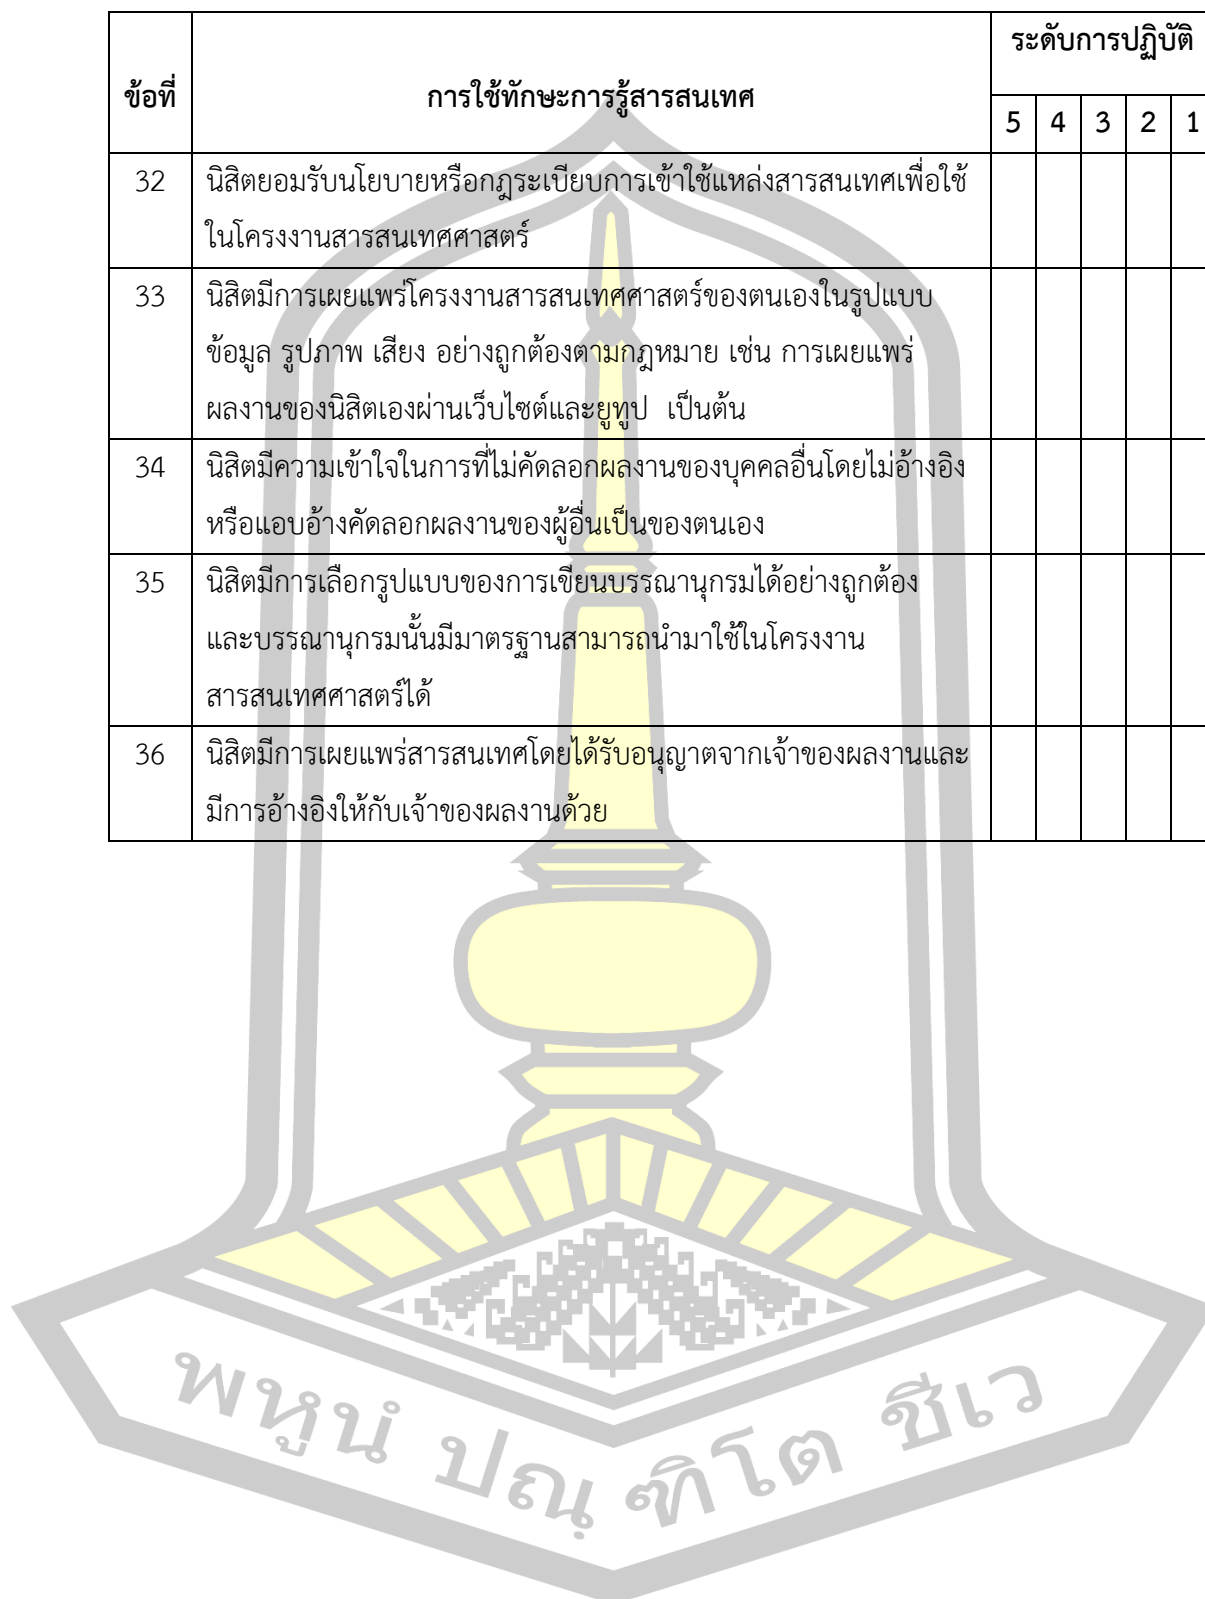 ระดับการปฏิบัติ
ข้อที่ การใช้ทักษะการรู้สารสนเทศ
5 4 3 2 1
32 นิสิตยอมรับนโยบายหรือกฎระเบียบการเข้าใช้แหล่งสารสนเทศเพื่อใช้
ในโครงงานสารสนเทศศาสตร์
33 นิสิตมีการเผยแพร่โครงงานสารสนเทศศาสตร์ของตนเองในรูปแบบ
ข้อมูล รูปภาพ เสียง อย่างถูกต้องตามกฎหมาย เช่น การเผยแพร่
ผลงานของนิสิตเองผ่านเว็บไซต์และยูทูป เป็นต้น
34 นิสิตมีความเข้าใจในการที่ไม่คัดลอกผลงานของบุคคลอื่นโดยไม่อ้างอิง
หรือแอบอ้างคัดลอกผลงานของผู้อื่นเป็นของตนเอง
35 นิสิตมีการเลือกรูปแบบของการเขียนบรรณานุกรมได้อย่างถูกต้อง
และบรรณานุกรมนั้นมีมาตรฐานสามารถนำมาใช้ในโครงงาน
สารสนเทศศาสตร์ได้
36 นิสิตมีการเผยแพร่สารสนเทศโดยได้รับอนุญาตจากเจ้าของผลงานและ
มีการอ้างอิงให้กับเจ้าของผลงานด้วย
พหูนํ ปณฺฑิโต ชีเว